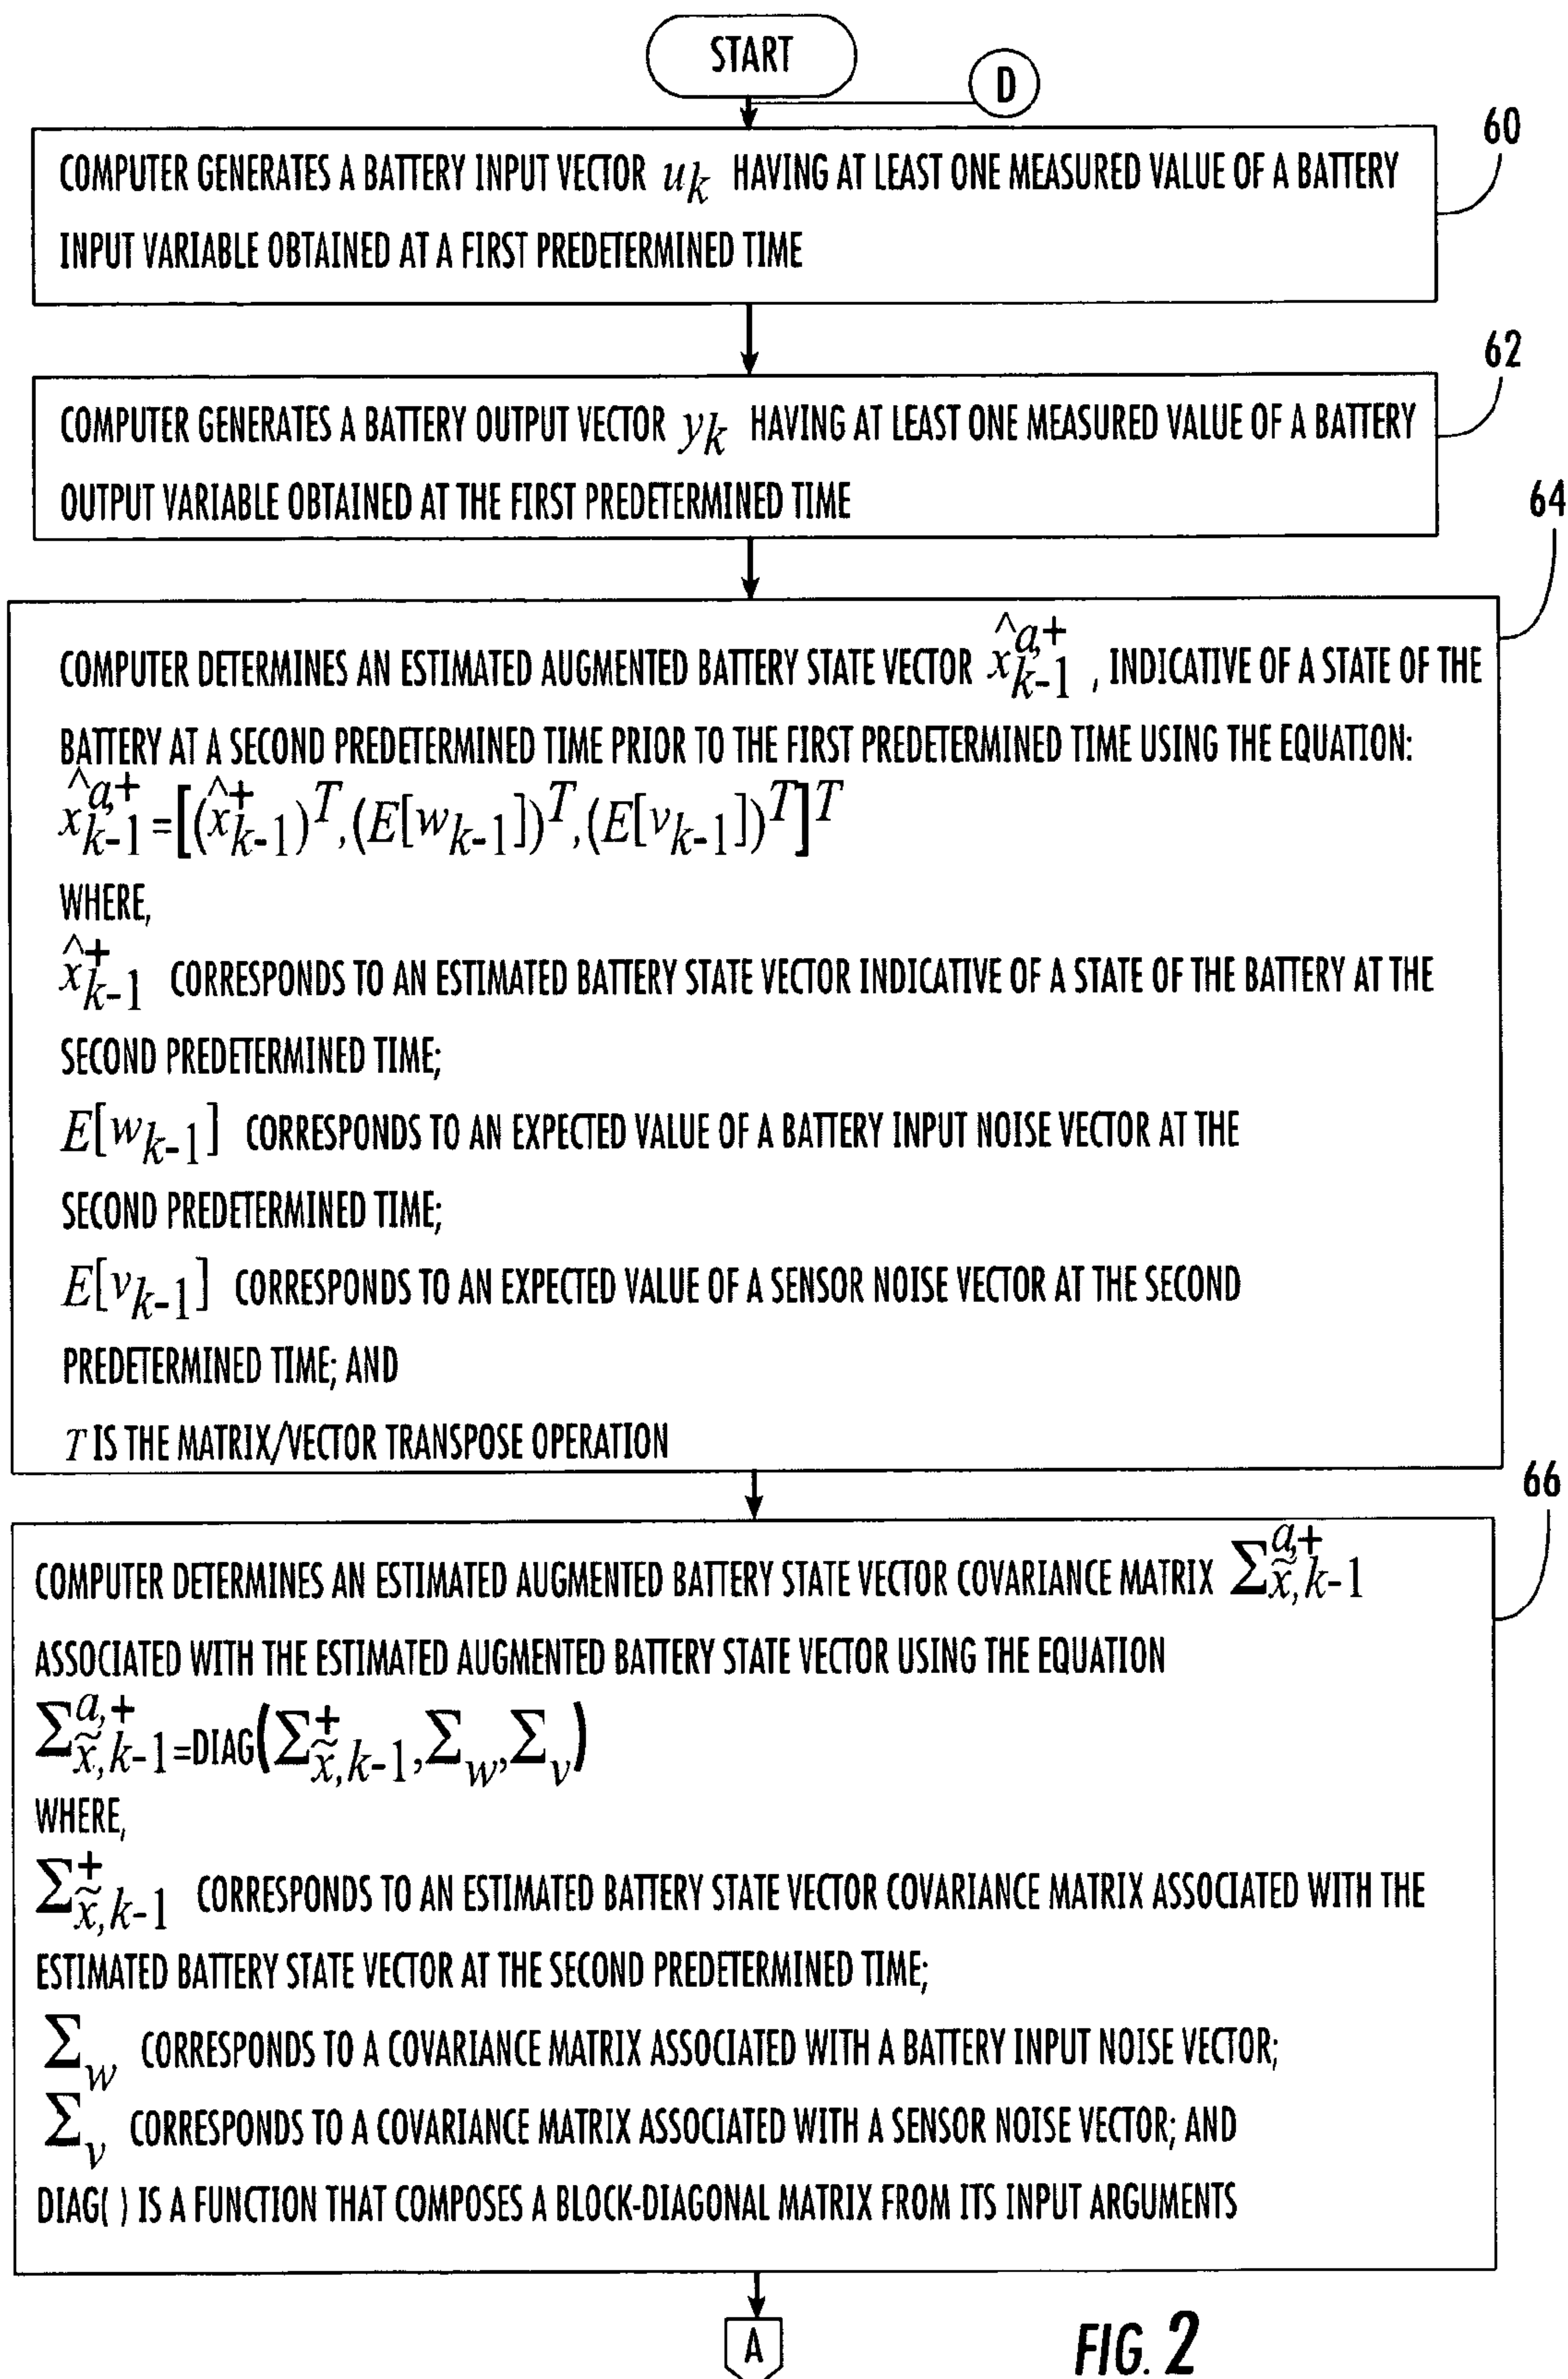 START
D
60
COMPUTER GENERATES A BATTERY INPUT VECTOR u_k HAVING AT LEAST ONE MEASURED VALUE OF A BATTERY
INPUT VARIABLE OBTAINED AT A FIRST PREDETERMINED TIME
62
COMPUTER GENERATES A BATTERY OUTPUT VECTOR y_k HAVING AT LEAST ONE MEASURED VALUE OF A BATTERY
OUTPUT VARIABLE OBTAINED AT THE FIRST PREDETERMINED TIME
64
COMPUTER DETERMINES AN ESTIMATED AUGMENTED BATTERY STATE VECTOR x̂_{k-1}^{a,+}, INDICATIVE OF A STATE OF THE
BATTERY AT A SECOND PREDETERMINED TIME PRIOR TO THE FIRST PREDETERMINED TIME USING THE EQUATION:
x̂_{k-1}^{a,+}=[(x̂_{k-1}^{+})^T,(E[w_{k-1}])^T,(E[v_{k-1}])^T]^T
WHERE,
x̂_{k-1}^{+} CORRESPONDS TO AN ESTIMATED BATTERY STATE VECTOR INDICATIVE OF A STATE OF THE BATTERY AT THE
SECOND PREDETERMINED TIME;
E[w_{k-1}] CORRESPONDS TO AN EXPECTED VALUE OF A BATTERY INPUT NOISE VECTOR AT THE
SECOND PREDETERMINED TIME;
E[v_{k-1}] CORRESPONDS TO AN EXPECTED VALUE OF A SENSOR NOISE VECTOR AT THE SECOND
PREDETERMINED TIME; AND
T IS THE MATRIX/VECTOR TRANSPOSE OPERATION
66
COMPUTER DETERMINES AN ESTIMATED AUGMENTED BATTERY STATE VECTOR COVARIANCE MATRIX Σ_{x̃,k-1}^{a,+}
ASSOCIATED WITH THE ESTIMATED AUGMENTED BATTERY STATE VECTOR USING THE EQUATION
Σ_{x̃,k-1}^{a,+}=DIAG(Σ_{x̃,k-1}^{+},Σ_w,Σ_v)
WHERE,
Σ_{x̃,k-1}^{+} CORRESPONDS TO AN ESTIMATED BATTERY STATE VECTOR COVARIANCE MATRIX ASSOCIATED WITH THE
ESTIMATED BATTERY STATE VECTOR AT THE SECOND PREDETERMINED TIME;
Σ_w CORRESPONDS TO A COVARIANCE MATRIX ASSOCIATED WITH A BATTERY INPUT NOISE VECTOR;
Σ_v CORRESPONDS TO A COVARIANCE MATRIX ASSOCIATED WITH A SENSOR NOISE VECTOR; AND
DIAG( ) IS A FUNCTION THAT COMPOSES A BLOCK-DIAGONAL MATRIX FROM ITS INPUT ARGUMENTS
A
FIG. 2